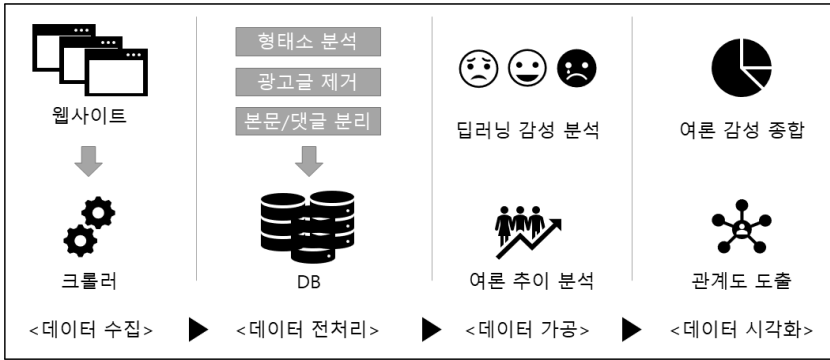 웹사이트
크롤러
<데이터 수집>
형태소 분석
광고글 제거
본문/댓글 분리
DB
<데이터 전처리>
딥러닝 감성 분석
여론 추이 분석
<데이터 가공>
여론 감성 종합
관계도 도출
<데이터 시각화>